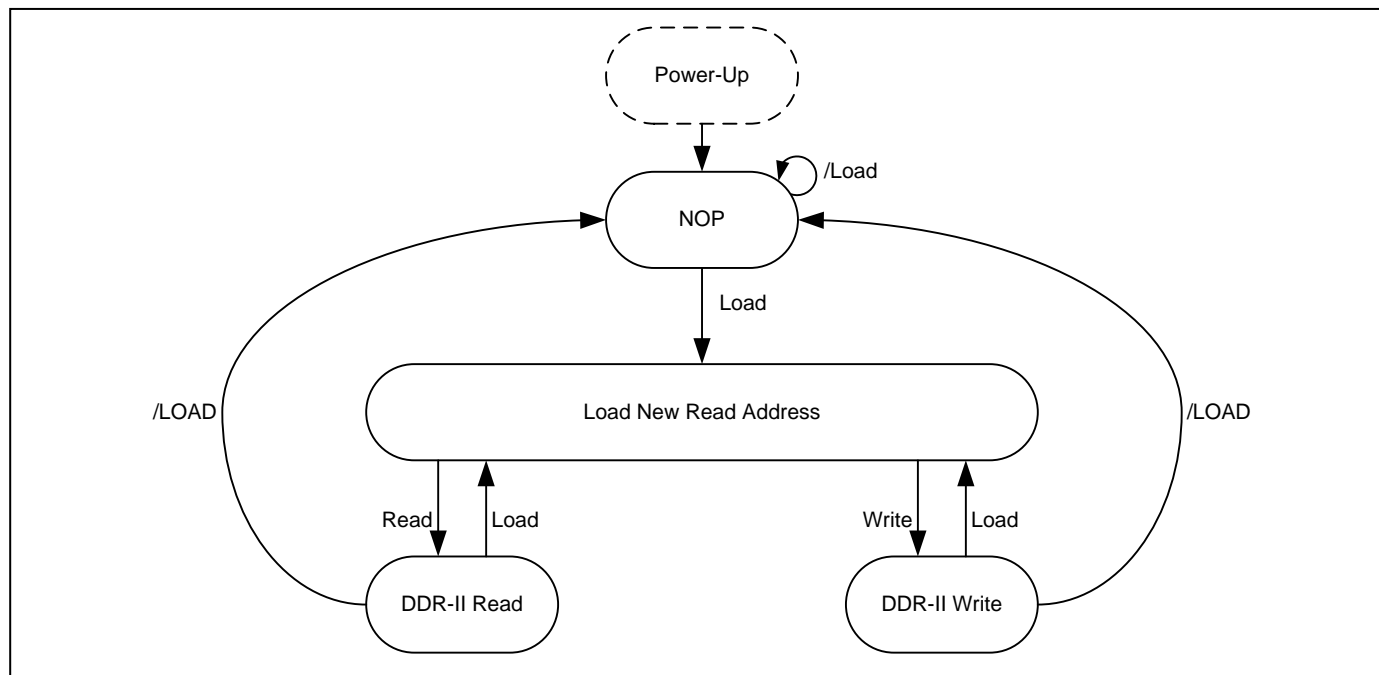 Power-Up
/Load
NOP
Load
/LOAD
Load New Read Address
/LOAD
Read
Load
Write
Load
DDR-II Read
DDR-II Write